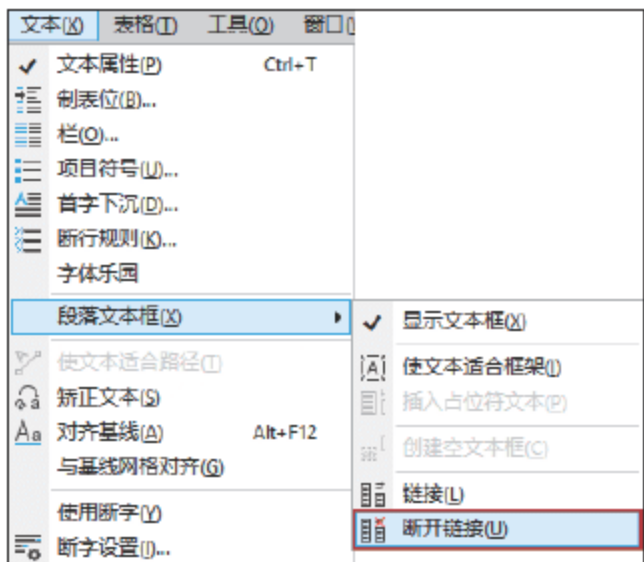 文本(X) 表格(T) 工具(O) 窗口
文本属性(P) Ctrl+T
制表位(B)...
栏(O)...
项目符号(U)...
首字下沉(D)...
断行规则(K)...
字体乐园
段落文本框(X)
使文本适合路径(T)
矫正文本(S)
对齐基线(A) Alt+F12
与基线网格对齐(G)
使用断字(Y)
断字设置(I)...
显示文本框(X)
使文本适合框架(I)
插入占位符文本(P)
创建空文本框(C)
链接(L)
断开链接(U)